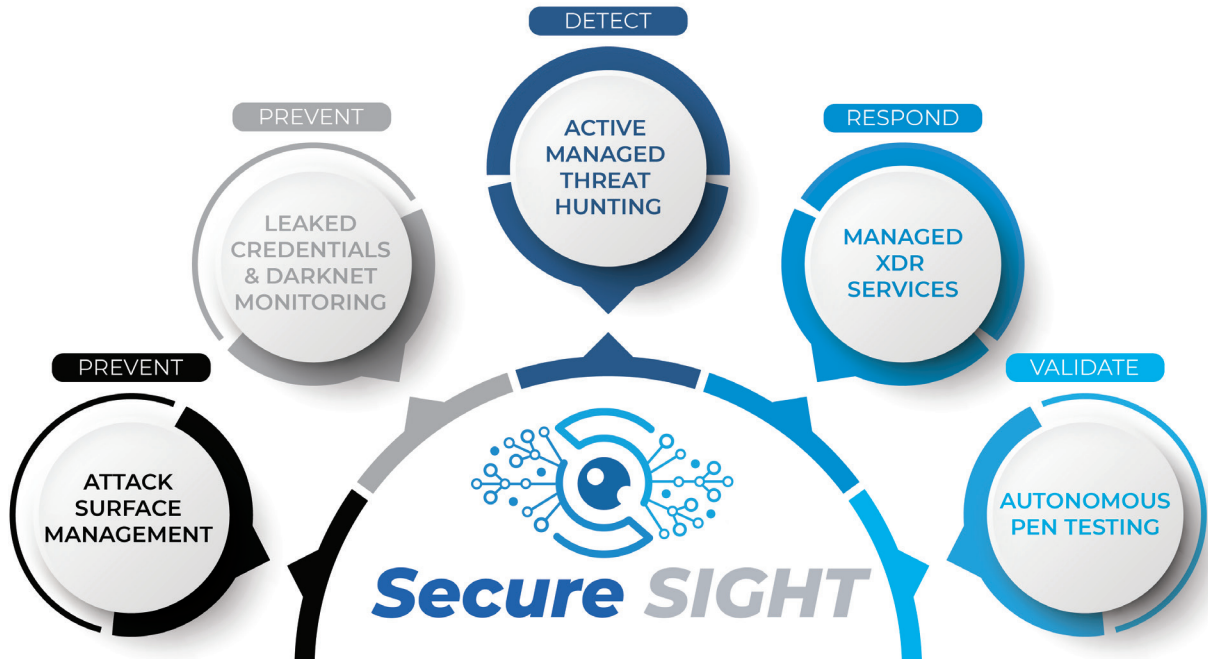 DETECT
ACTIVE
MANAGED
THREAT
HUNTING
PREVENT
LEAKED
CREDENTIALS
& DARKNET
MONITORING
RESPOND
MANAGED
XDR
SERVICES
PREVENT
ATTACK
SURFACE
MANAGEMENT
VALIDATE
AUTONOMOUS
PEN TESTING
Secure SIGHT